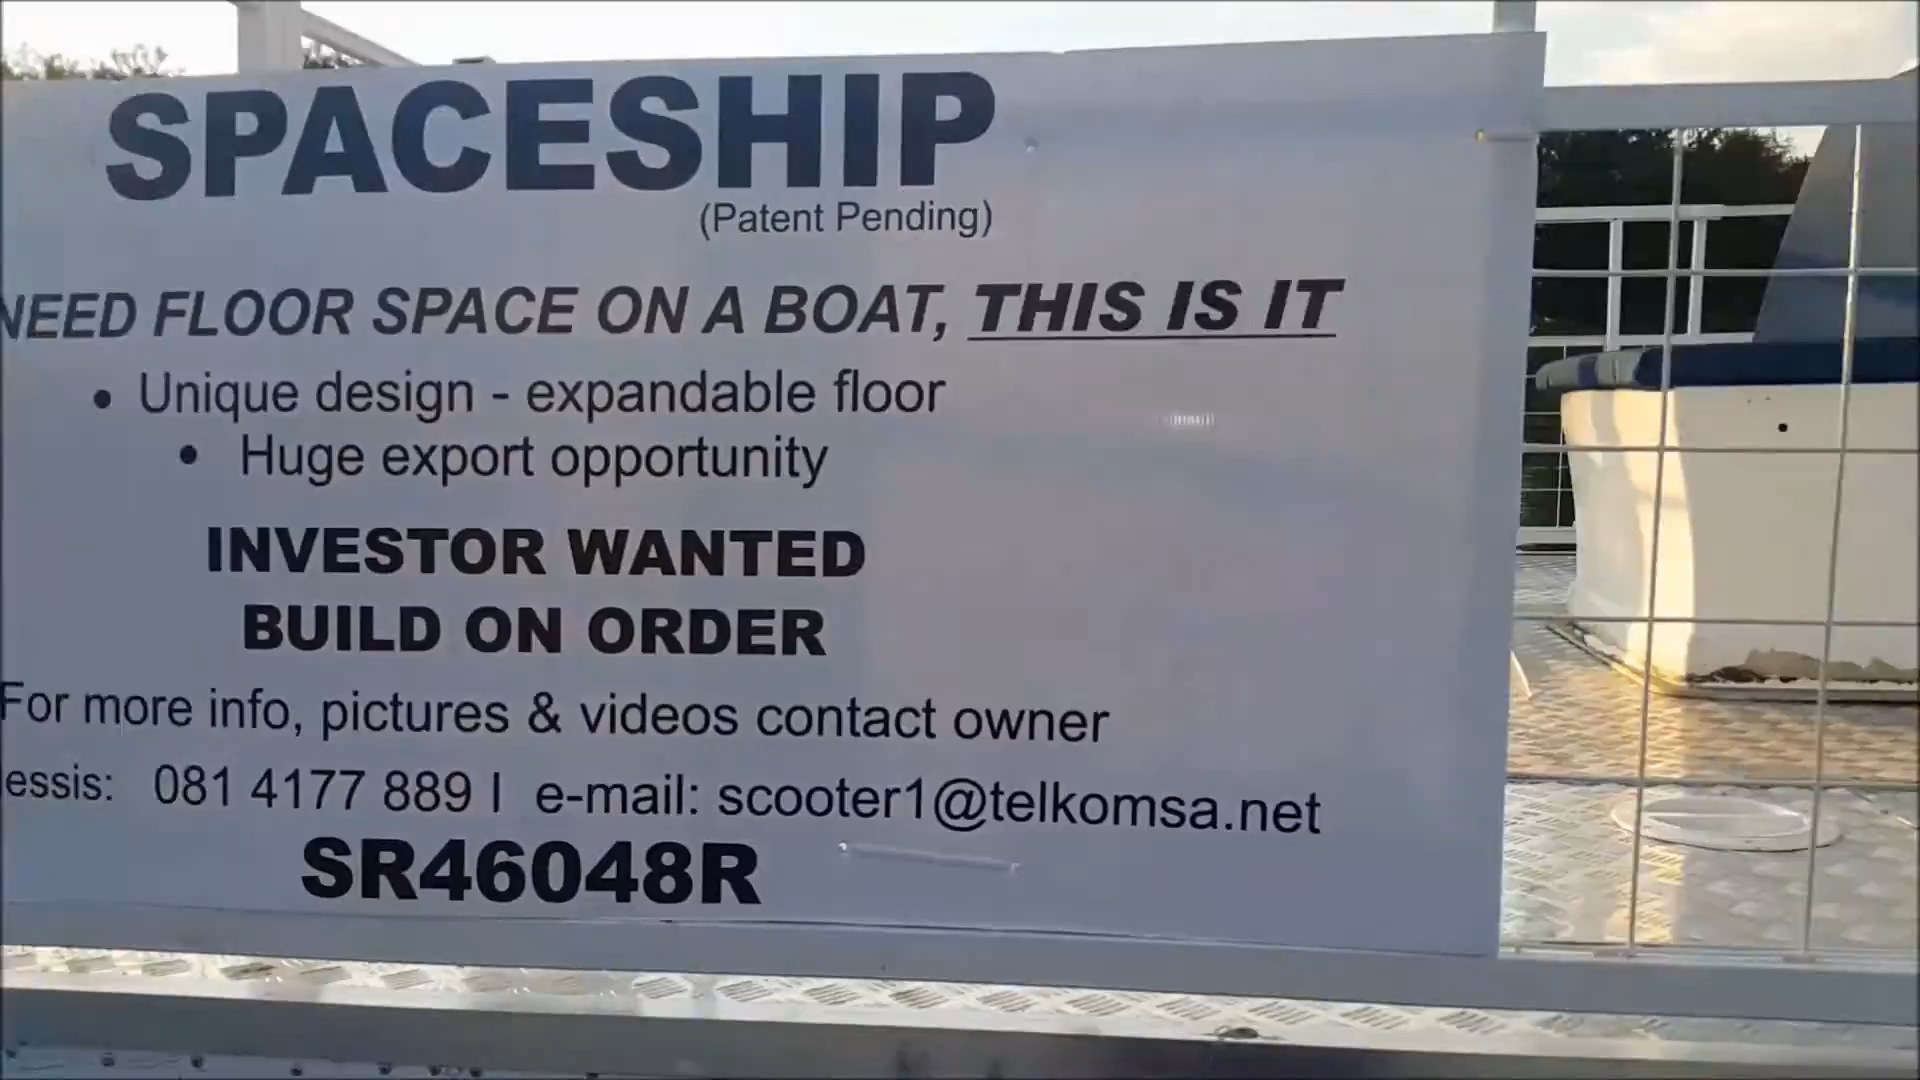 SPACESHIP
(Patent Pending)
NEED FLOOR SPACE ON A BOAT, THIS IS IT
• Unique design - expandable floor
• Huge export opportunity
INVESTOR WANTED
BUILD ON ORDER
For more info, pictures & videos contact owner
essis: 081 4177 889 I e-mail: scooter1@telkomsa.net
SR46048R